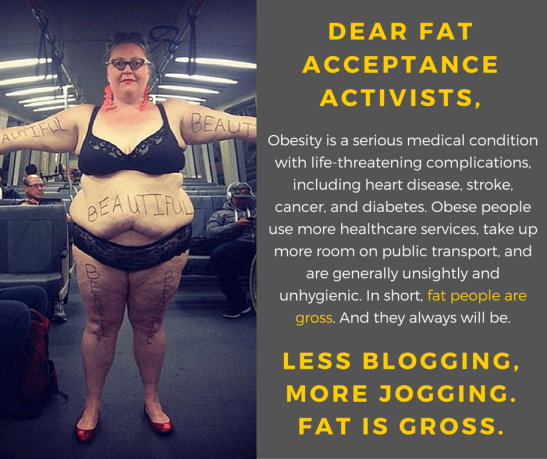 DEAR FAT
ACCEPTANCE
ACTIVISTS,
Obesity is a serious medical condition
with life-threatening complications,
including heart disease, stroke,
cancer, and diabetes. Obese people
use more healthcare services, take up
more room on public transport, and
are generally unsightly and
unhygienic. In short, fat people are
gross. And they always will be.
LESS BLOGGING,
MORE JOGGING.
FAT IS GROSS.
BEAUTIFUL